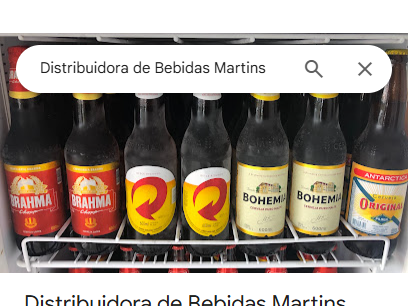 Distribuidora de Bebidas Martins
BRAHMA
Chopp
BRAHMA
Chopp
BOHEMIA
BOHEMIA
ANTARCTICA
ORIGINAL
Distribuidora de Bebidas Martins